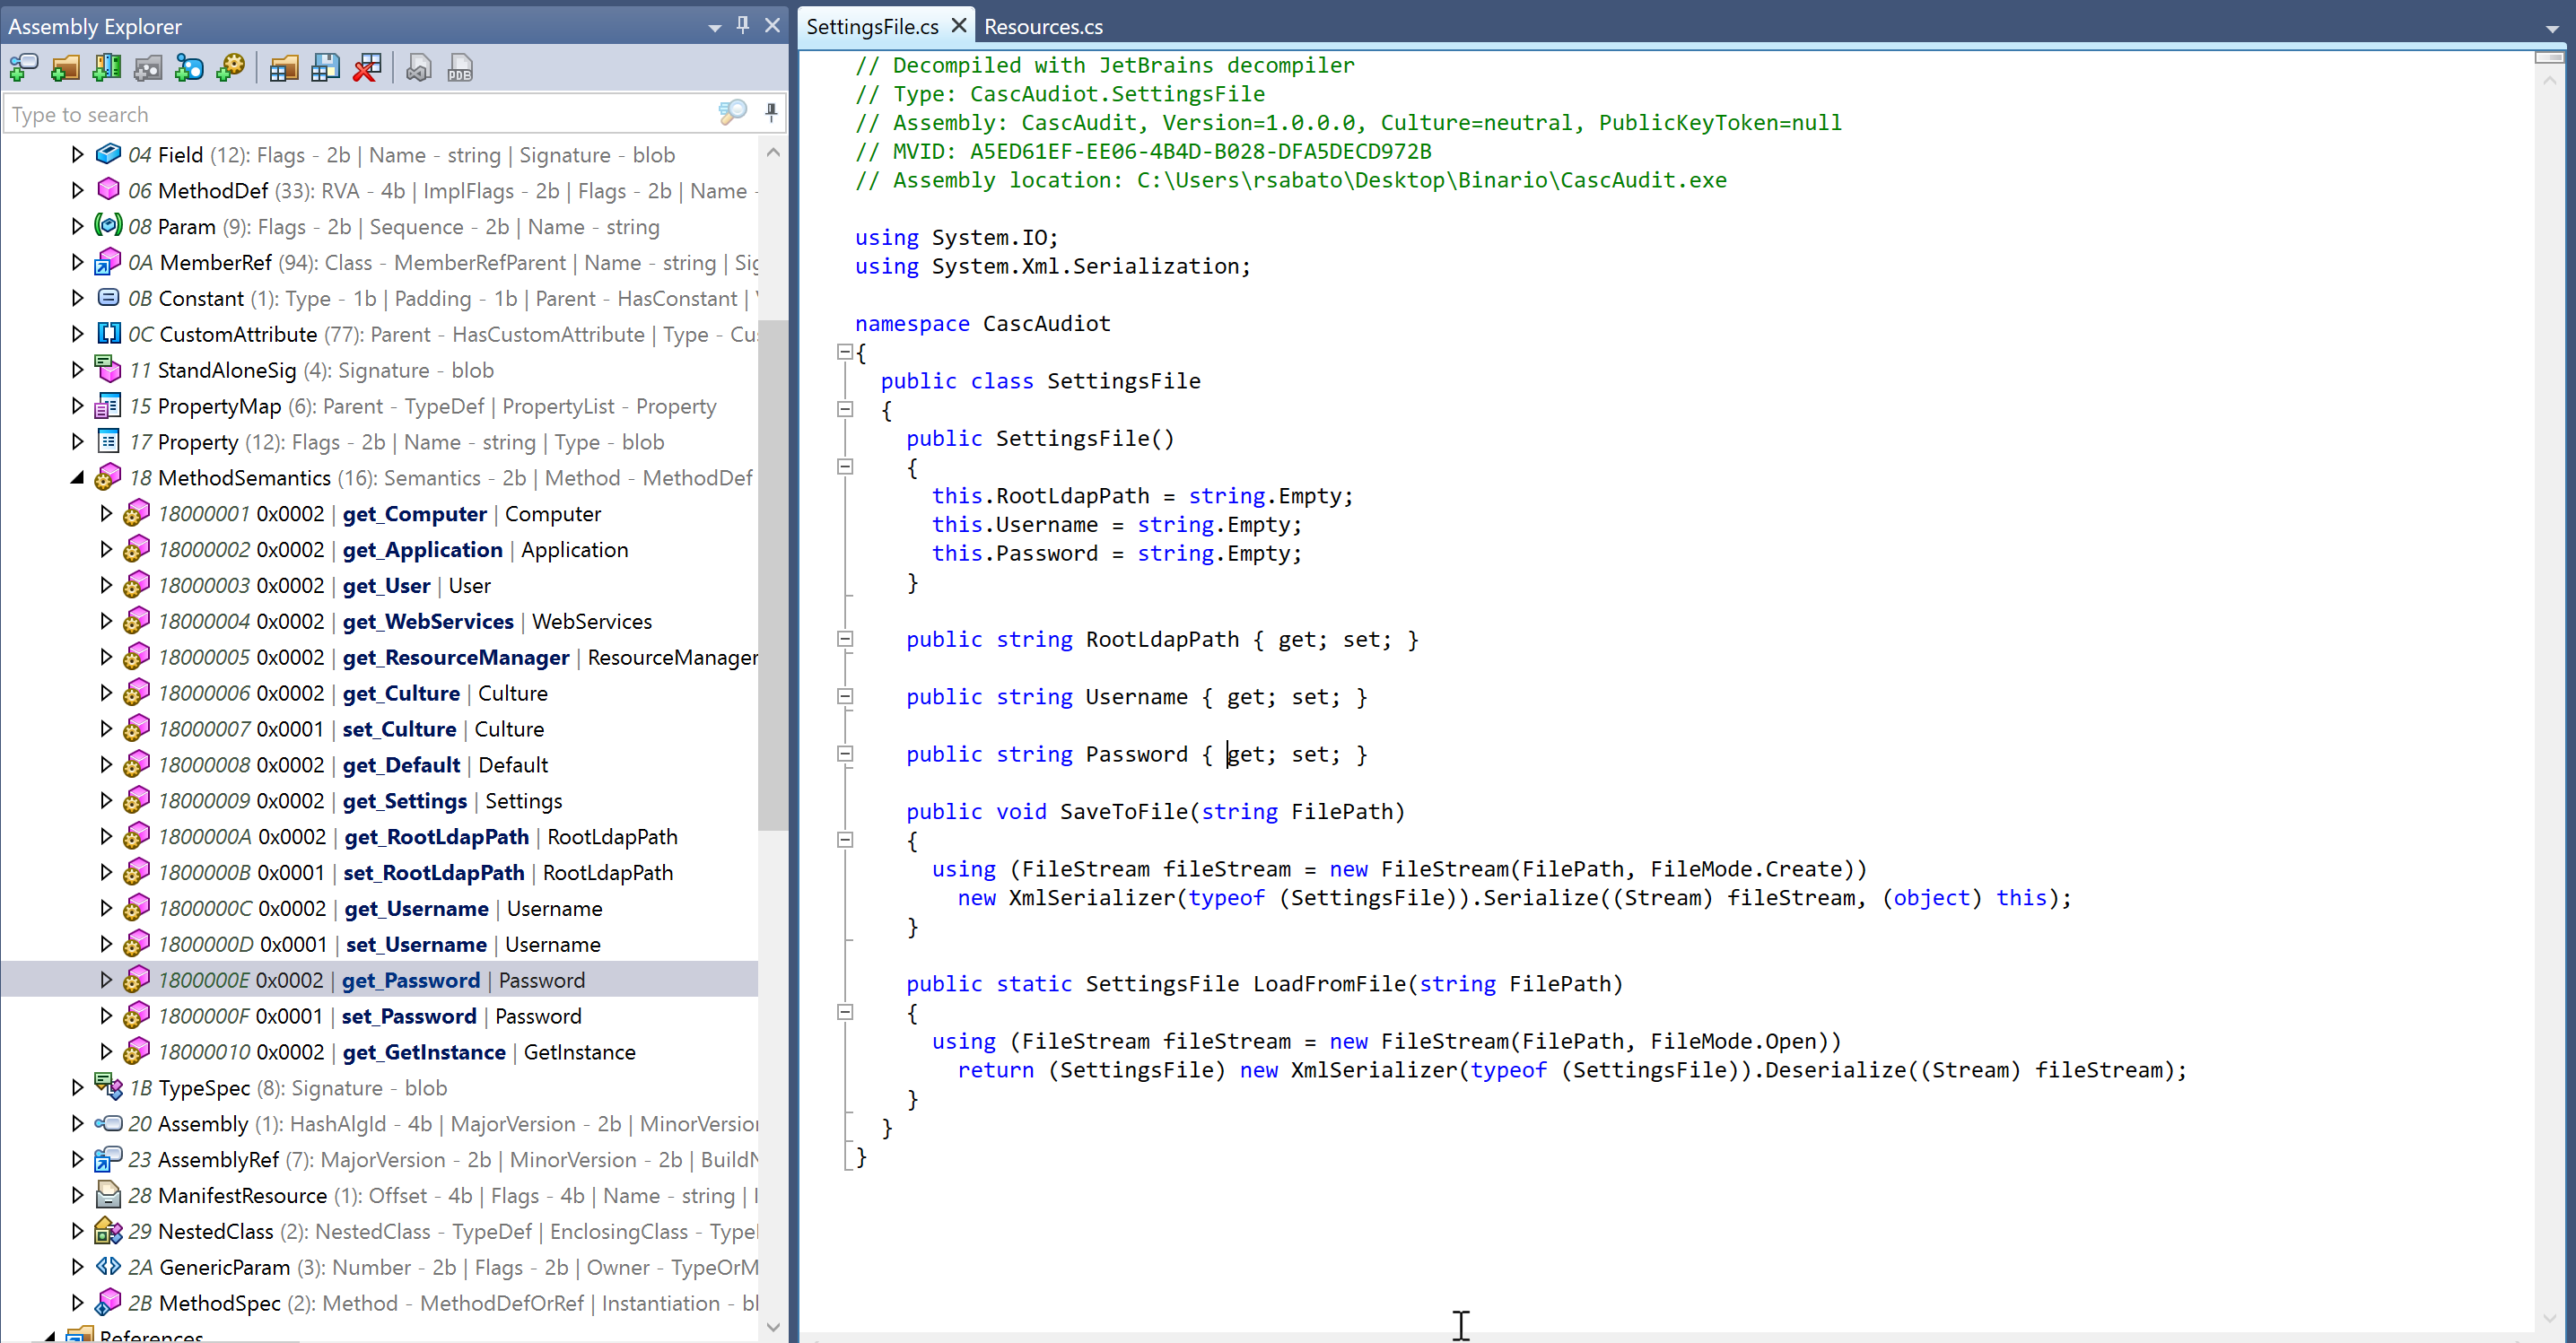 Assembly Explorer
Type to search
04 Field (12): Flags - 2b | Name - string | Signature - blob
06 MethodDef (33): RVA - 4b | ImplFlags - 2b | Flags - 2b | Name -
08 Param (9): Flags - 2b | Sequence - 2b | Name - string
0A MemberRef (94): Class - MemberRefParent | Name - string | Sig
0B Constant (1): Type - 1b | Padding - 1b | Parent - HasConstant |
0C CustomAttribute (77): Parent - HasCustomAttribute | Type - Cu
11 StandAloneSig (4): Signature - blob
15 PropertyMap (6): Parent - TypeDef | PropertyList - Property
17 Property (12): Flags - 2b | Name - string | Type - blob
18 MethodSemantics (16): Semantics - 2b | Method - MethodDef
18000001 0x0002 | get_Computer | Computer
18000002 0x0002 | get_Application | Application
18000003 0x0002 | get_User | User
18000004 0x0002 | get_WebServices | WebServices
18000005 0x0002 | get_ResourceManager | ResourceManager
18000006 0x0002 | get_Culture | Culture
18000007 0x0001 | set_Culture | Culture
18000008 0x0002 | get_Default | Default
18000009 0x0002 | get_Settings | Settings
1800000A 0x0002 | get_RootLdapPath | RootLdapPath
1800000B 0x0001 | set_RootLdapPath | RootLdapPath
1800000C 0x0002 | get_Username | Username
1800000D 0x0001 | set_Username | Username
1800000E 0x0002 | get_Password | Password
1800000F 0x0001 | set_Password | Password
18000010 0x0002 | get_GetInstance | GetInstance
1B TypeSpec (8): Signature - blob
20 Assembly (1): HashAlgId - 4b | MajorVersion - 2b | MinorVersio
23 AssemblyRef (7): MajorVersion - 2b | MinorVersion - 2b | BuildN
28 ManifestResource (1): Offset - 4b | Flags - 4b | Name - string | I
29 NestedClass (2): NestedClass - TypeDef | EnclosingClass - Type
2A GenericParam (3): Number - 2b | Flags - 2b | Owner - TypeOrM
2B MethodSpec (2): Method - MethodDefOrRef | Instantiation - bl
References
SettingsFile.cs Resources.cs
// Decompiled with JetBrains decompiler
// Type: CascAudiot.SettingsFile
// Assembly: CascAudit, Version=1.0.0.0, Culture=neutral, PublicKeyToken=null
// MVID: A5ED61EF-EE06-4B4D-B028-DFA5DECD972B
// Assembly location: C:\Users\rsabato\Desktop\Binario\CascAudit.exe
using System.IO;
using System.Xml.Serialization;
namespace CascAudiot
{
public class SettingsFile
{
public SettingsFile()
{
this.RootLdapPath = string.Empty;
this.Username = string.Empty;
this.Password = string.Empty;
}
public string RootLdapPath { get; set; }
public string Username { get; set; }
public string Password { get; set; }
public void SaveToFile(string FilePath)
{
using (FileStream fileStream = new FileStream(FilePath, FileMode.Create))
new XmlSerializer(typeof (SettingsFile)).Serialize((Stream) fileStream, (object) this);
}
public static SettingsFile LoadFromFile(string FilePath)
{
using (FileStream fileStream = new FileStream(FilePath, FileMode.Open))
return (SettingsFile) new XmlSerializer(typeof (SettingsFile)).Deserialize((Stream) fileStream);
}
}
}